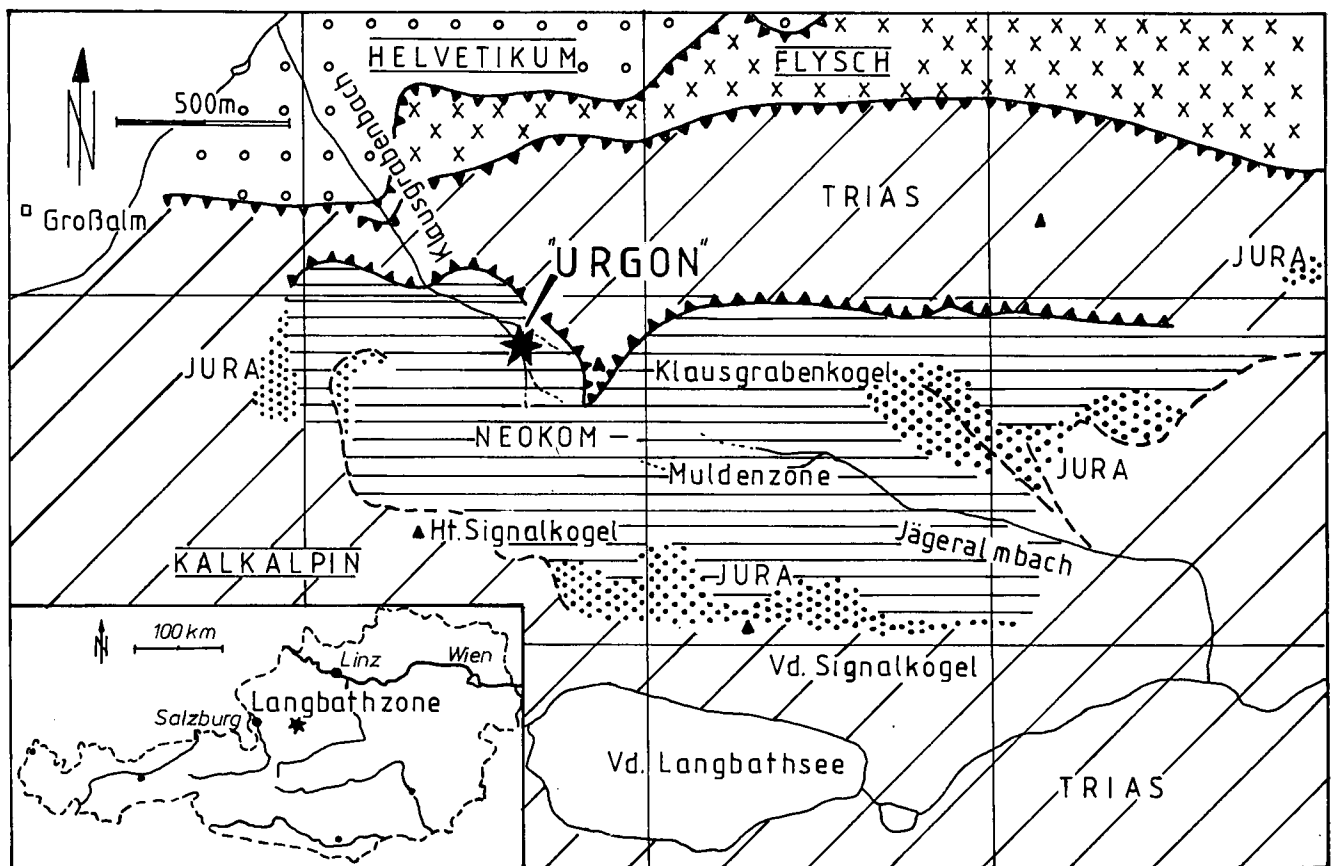 HELVETIKUM
FLYSCH
N
500m
Klausgrabenbach
TRIAS
Großalm
"URGON"
JURA
JURA
Klausgrabenkogel
NEOKOM –
Muldenzone
JURA
Ht. Signalkogel
Jägeralmbach
KALKALPIN
JURA
N
100 km
Linz
Wien
Langbathzone
Salzburg
Vd. Signalkogel
Vd. Langbathsee
TRIAS